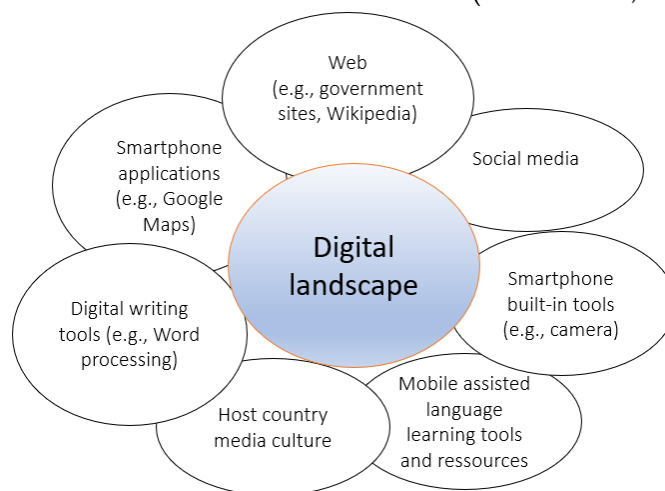 (
Web
(e.g., government
sites, Wikipedia)
Social media
Smartphone
applications
(e.g., Google
Maps)
Digital
landscape
Smartphone
built-in tools
(e.g., camera)
Digital writing
tools (e.g., Word
processing)
Mobile assisted
language
learning tools
and ressources
Host country
media culture